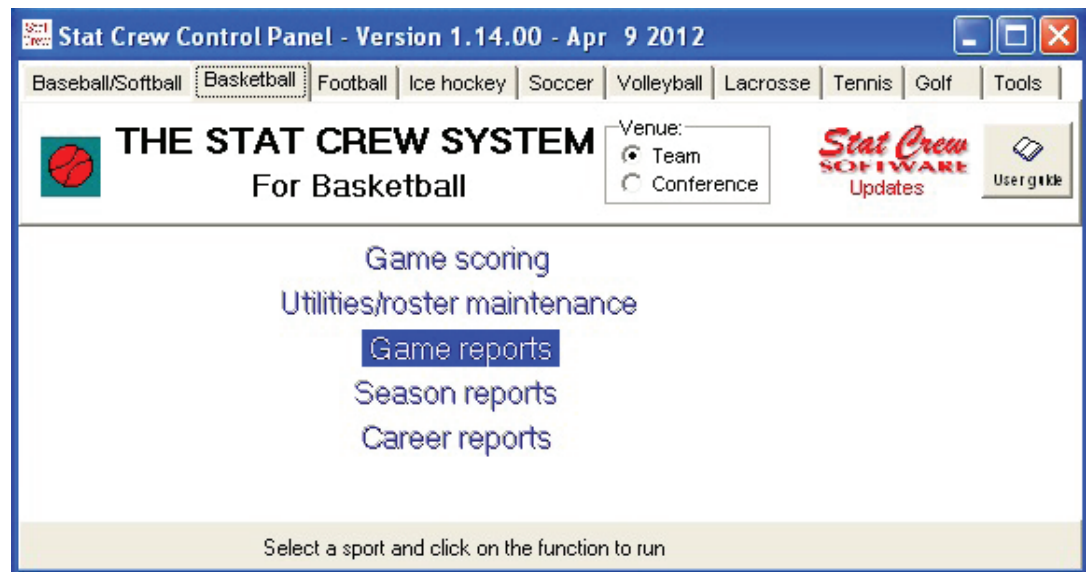 Stat Crew Control Panel - Version 1.14.00 - Apr 9 2012
Baseball/Softball Basketball Football Ice hockey Soccer Volleyball Lacrosse Tennis Golf Tools
THE STAT CREW SYSTEM
For Basketball
Venue:
Team
Conference
Stat Crew
SOFTWARE
Updates
User guide
Game scoring
Utilities/roster maintenance
Game reports
Season reports
Career reports
Select a sport and click on the function to run